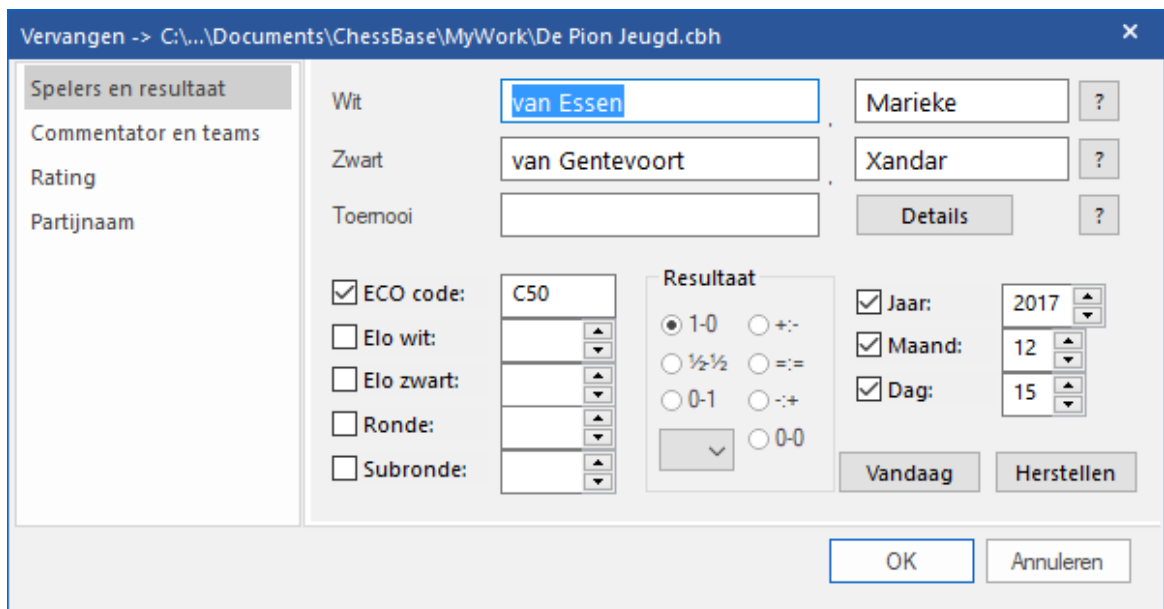 Vervangen -> C:\...\Documents\ChessBase\MyWork\De Pion Jeugd.cbh
Spelers en resultaat
Commentator en teams
Rating
Partijnaam
Wit van Essen , Marieke ?
Zwart van Gentevoort , Xandar ?
Toernooi Details ?
ECO code: C50
Elo wit:
Elo zwart:
Ronde:
Subronde:
Resultaat
1-0 +:-
½-½ =:=
0-1 -:+
0-0
Jaar: 2017
Maand: 12
Dag: 15
Vandaag Herstellen
OK Annuleren